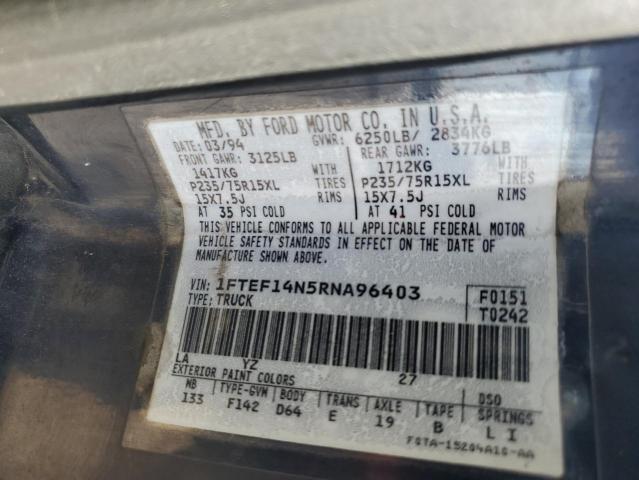 MFD. BY FORD MOTOR CO. IN U.S.A.
DATE: 03/94 GVWR: 6250LB/ 2834KG
FRONT GAWR: 3125LB REAR GAWR: 3776LB
1417KG WITH 1712KG WITH
P235/75R15XL TIRES P235/75R15XL TIRES
15X7.5J RIMS 15X7.5J RIMS
AT 35 PSI COLD AT 41 PSI COLD
THIS VEHICLE CONFORMS TO ALL APPLICABLE FEDERAL MOTOR
VEHICLE SAFETY STANDARDS IN EFFECT ON THE DATE OF
MANUFACTURE SHOWN ABOVE.
VIN: 1FTEF14N5RNA96403 F0151
TYPE: TRUCK T0242
LA YZ 27
EXTERIOR PAINT COLORS DSO
WB TYPE-GVW BODY TRANS AXLE TAPE SPRINGS
133 F142 D64 E 19 B L I
FOTA-15204A10-AA